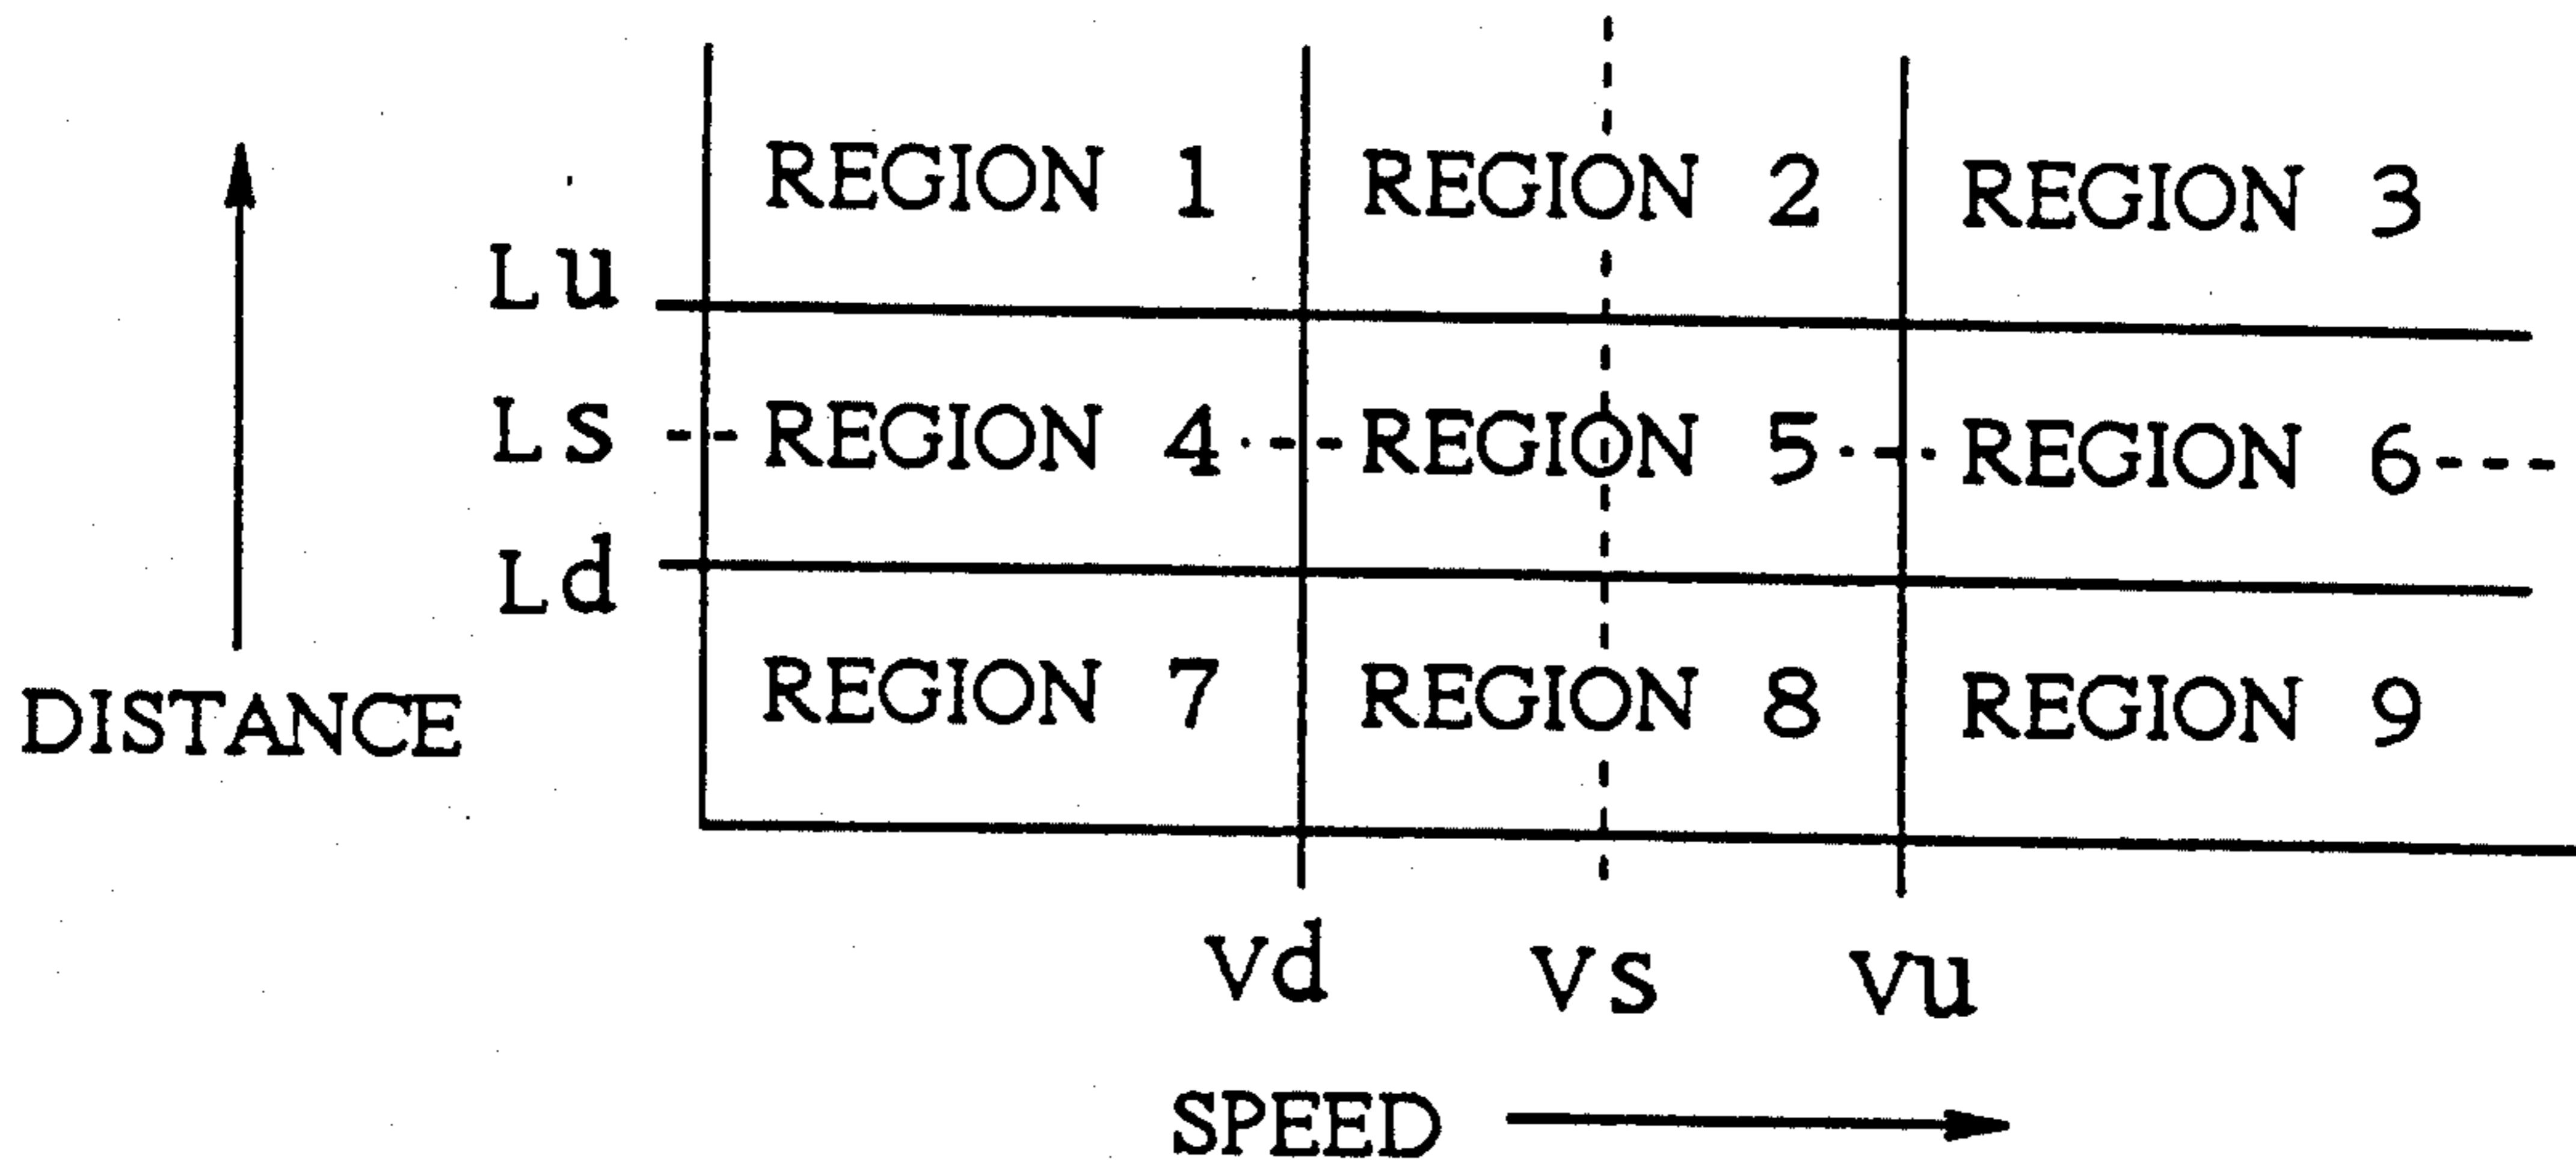 REGION 1 REGION 2 REGION 3
Lu
Ls REGION 4 REGION 5 REGION 6
Ld
REGION 7 REGION 8 REGION 9
DISTANCE
Vd Vs Vu
SPEED